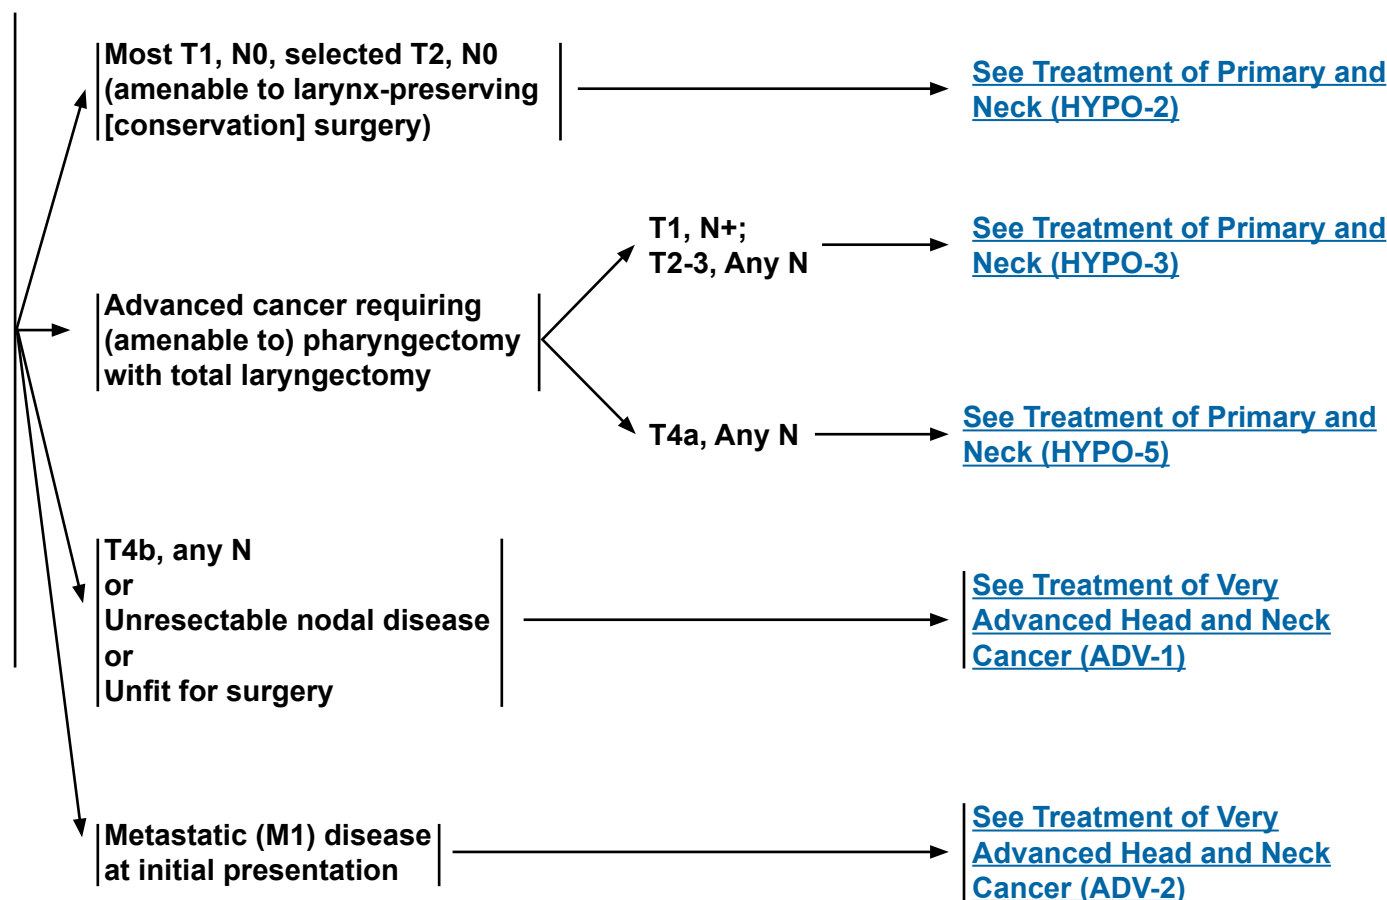 Most T1, N0, selected T2, N0
(amenable to larynx-preserving
[conservation] surgery)
See Treatment of Primary and
Neck (HYPO-2)
Advanced cancer requiring
(amenable to) pharyngectomy
with total laryngectomy
T1, N+;
T2-3, Any N
See Treatment of Primary and
Neck (HYPO-3)
T4a, Any N
See Treatment of Primary and
Neck (HYPO-5)
T4b, any N
or
Unresectable nodal disease
or
Unfit for surgery
See Treatment of Very
Advanced Head and Neck
Cancer (ADV-1)
Metastatic (M1) disease
at initial presentation
See Treatment of Very
Advanced Head and Neck
Cancer (ADV-2)